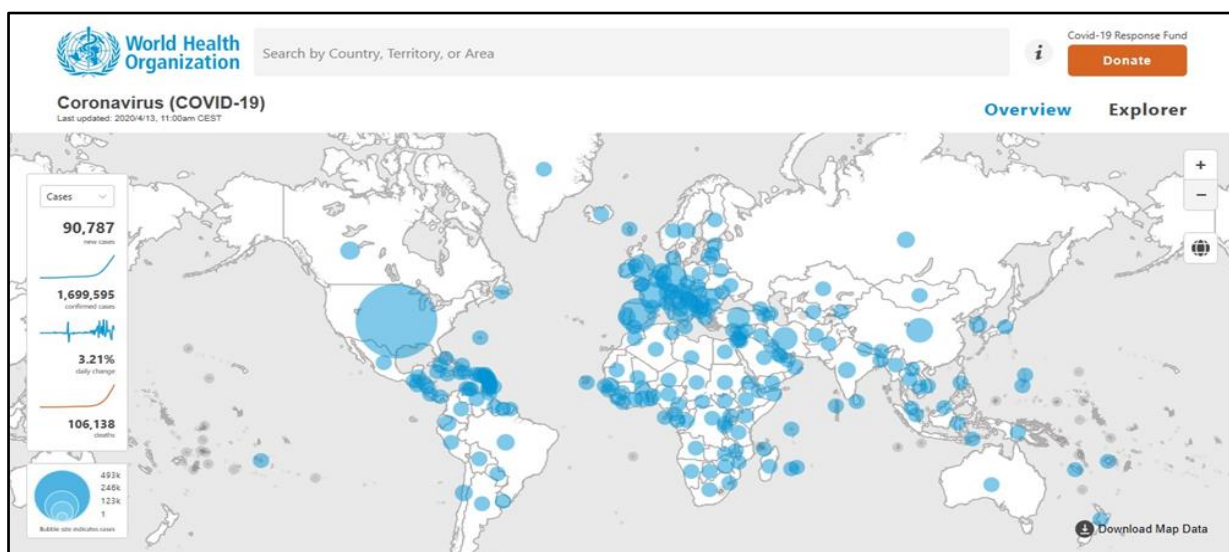 World Health
Organization
Search by Country, Territory, or Area
i
Covid-19 Response Fund
Donate
Coronavirus (COVID-19)
Last updated: 2020/4/13, 11:00am CEST
Overview
Explorer
+
−
Cases
90,787
new cases
1,699,595
confirmed cases
3.21%
daily change
106,138
deaths
493k
246k
123k
1
Bubble size indicates cases
Download Map Data